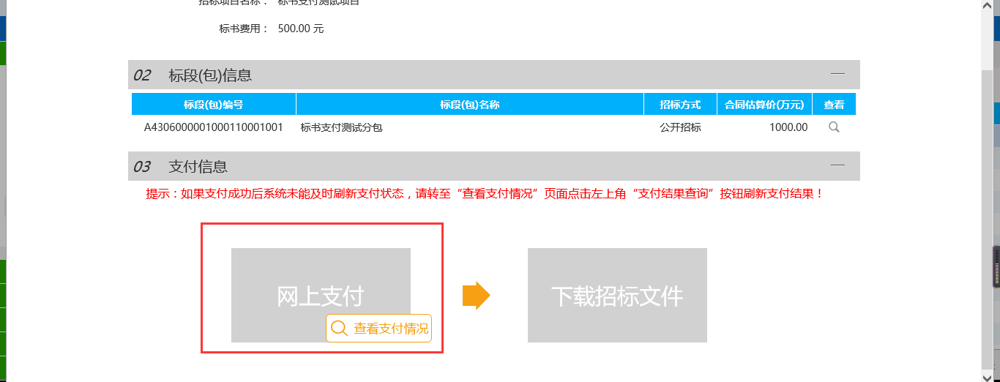 招标项目名称： 标书支付测试项目
标书费用： 500.00 元
02 标段(包)信息
标段(包)编号 标段(包)名称 招标方式 合同估算价(万元) 查看
A4306000001000110001001 标书支付测试分包 公开招标 1000.00
03 支付信息
提示：如果支付成功后系统未能及时刷新支付状态，请转至“查看支付情况”页面点击左上角“支付结果查询”按钮刷新支付结果！
网上支付
查看支付情况
下载招标文件